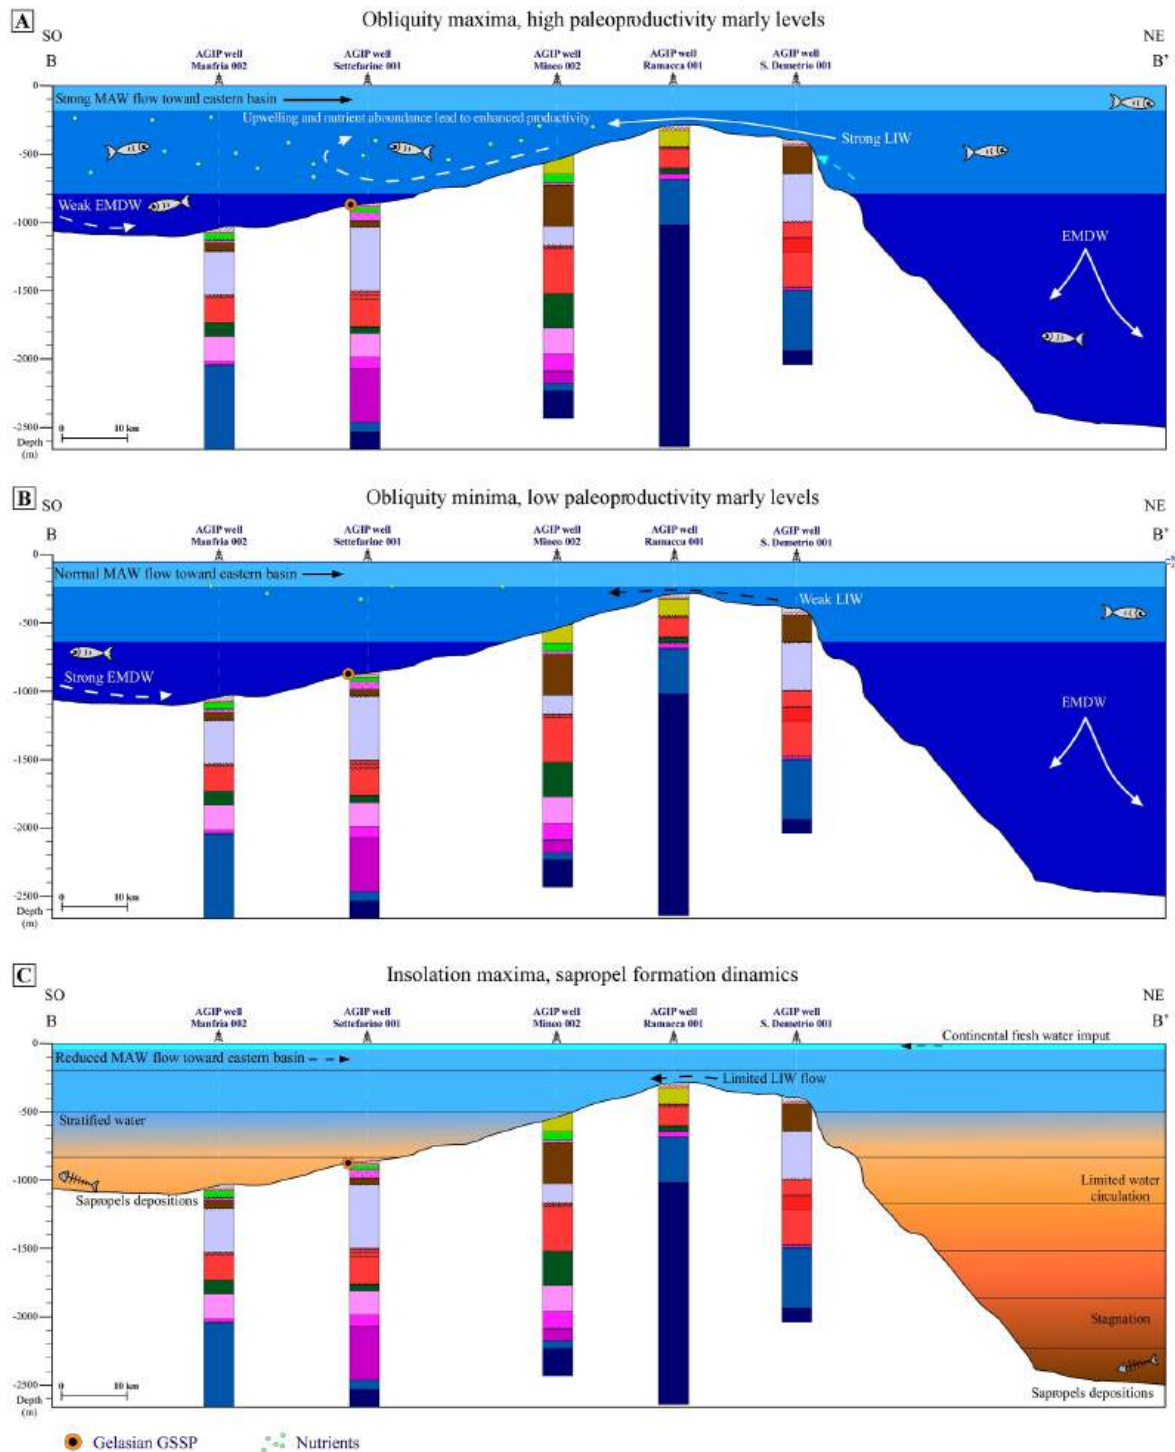 A
Obliquity maxima, high paleoproductivity marly levels
SO
NE
B
AGIP well
Manfria 002
AGIP well
Settefarine 001
AGIP well
Mineo 002
AGIP well
Ramacca 001
AGIP well
S. Demetrio 001
B'
0
Strong MAW flow toward eastern basin
Upwelling and nutrient aboundance lead to enhanced productivity
Strong LIW
-500
Weak EMDW
-1000
EMDW
-1500
-2000
-2500
Depth
(m)
0
10 km
B
Obliquity minima, low paleoproductivity marly levels
SO
NE
B
AGIP well
Manfria 002
AGIP well
Settefarine 001
AGIP well
Mineo 002
AGIP well
Ramacca 001
AGIP well
S. Demetrio 001
B'
0
Normal MAW flow toward eastern basin
Weak LIW
-500
Strong EMDW
-1000
EMDW
-1500
-2000
-2500
Depth
(m)
0
10 km
C
Insolation maxima, sapropel formation dinamics
SO
NE
B
AGIP well
Manfria 002
AGIP well
Settefarine 001
AGIP well
Mineo 002
AGIP well
Ramacca 001
AGIP well
S. Demetrio 001
B'
Continental fresh water imput
0
Reduced MAW flow toward eastern basin
Limited LIW flow
-500
Stratified water
-1000
Sapropels depositions
Limited water
circulation
-1500
-2000
Stagnation
-2500
Depth
(m)
0
10 km
Sapropels depositions
Gelasian GSSP
Nutrients